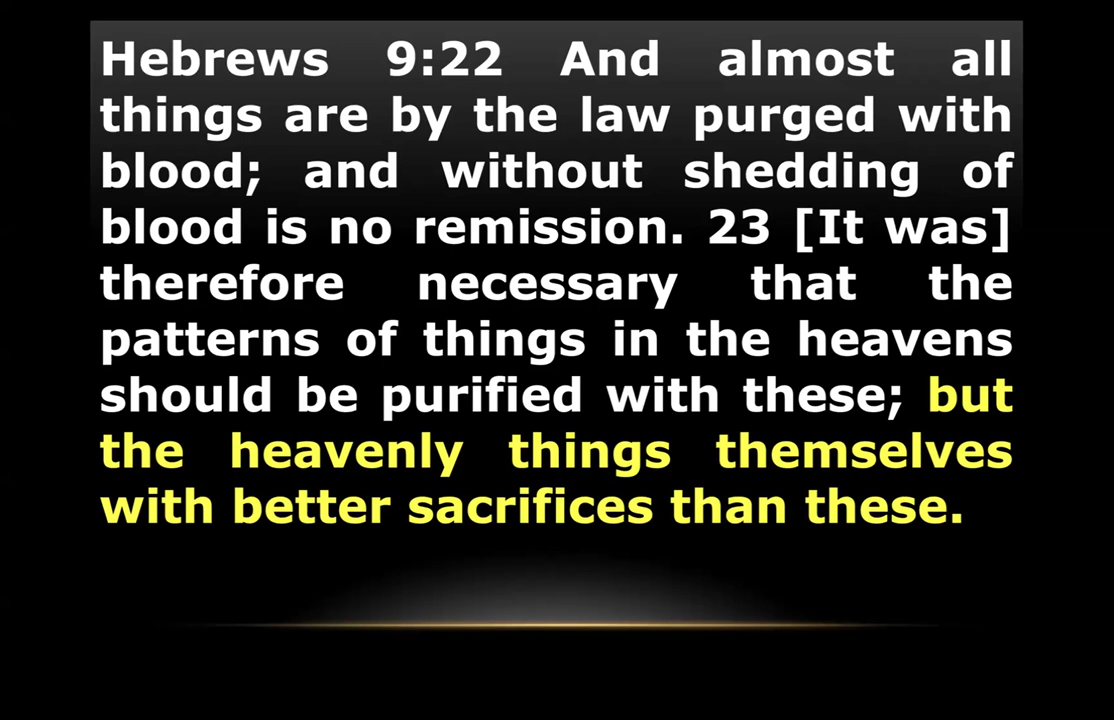 Hebrews 9:22 And almost all
things are by the law purged with
blood; and without shedding of
blood is no remission. 23 [It was]
therefore necessary that the
patterns of things in the heavens
should be purified with these; but
the heavenly things themselves
with better sacrifices than these.